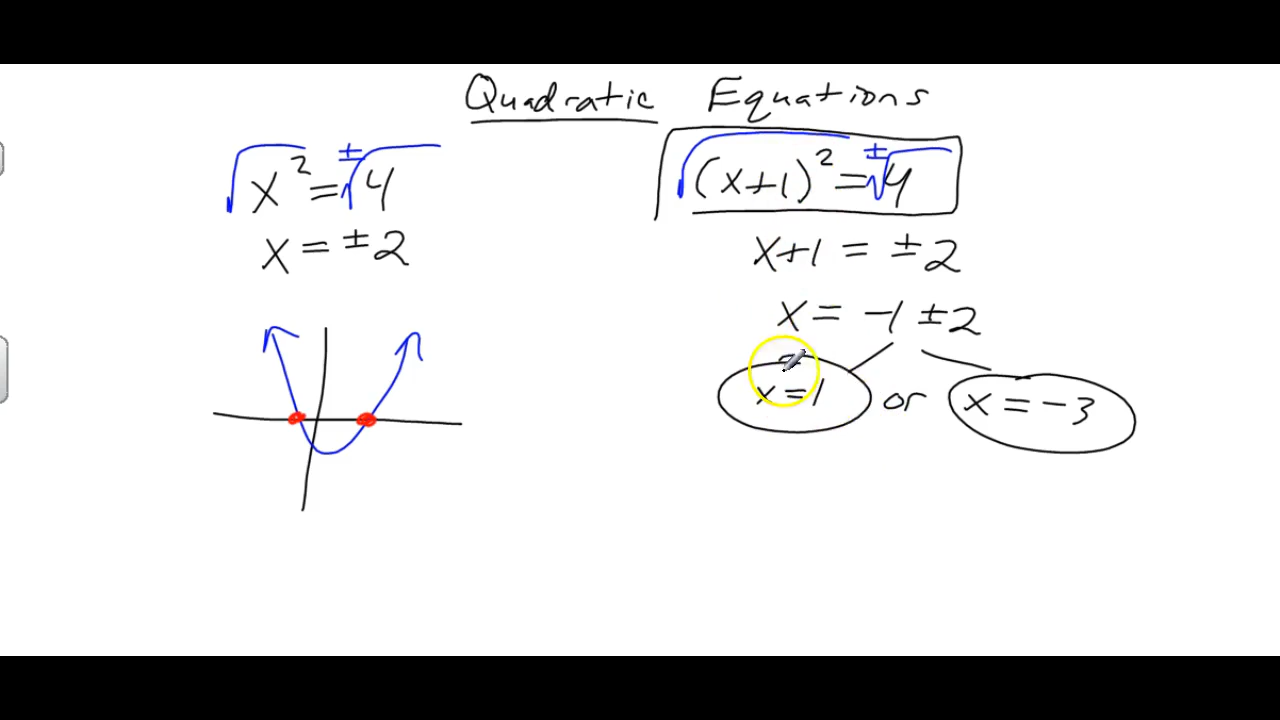 Quadratic Equations
√x² = ±√4
x = ±2
√(x+1)² = ±√4
x+1 = ±2
x = -1 ±2
x = 1 or x = -3